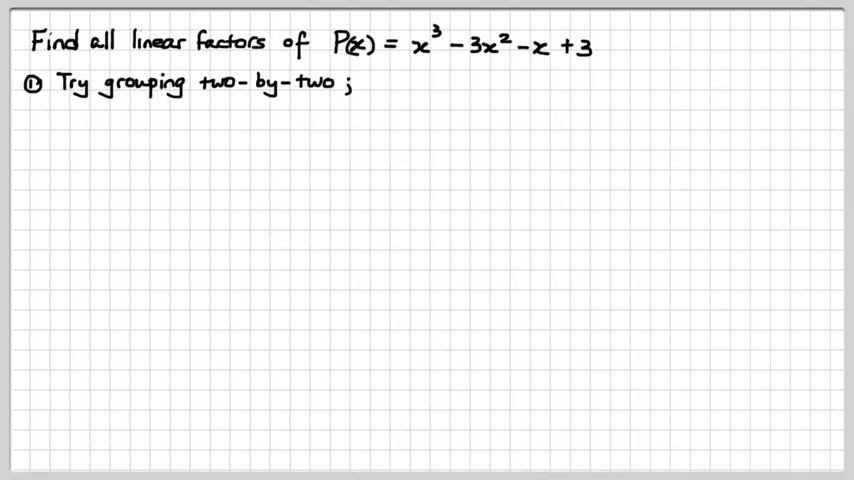 Find all linear factors of P(x) = x³ - 3x² - x + 3
① Try grouping two-by-two ;